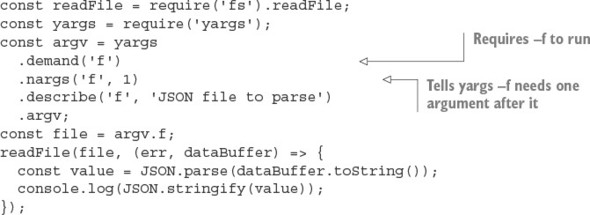 const readFile = require('fs').readFile;
const yargs = require('yargs');
const argv = yargs
  .demand('f')
Requires –f to run
  .nargs('f', 1)
  .describe('f', 'JSON file to parse')
Tells yargs –f needs one
argument after it
  .argv;
const file = argv.f;
readFile(file, (err, dataBuffer) => {
  const value = JSON.parse(dataBuffer.toString());
  console.log(JSON.stringify(value));
});